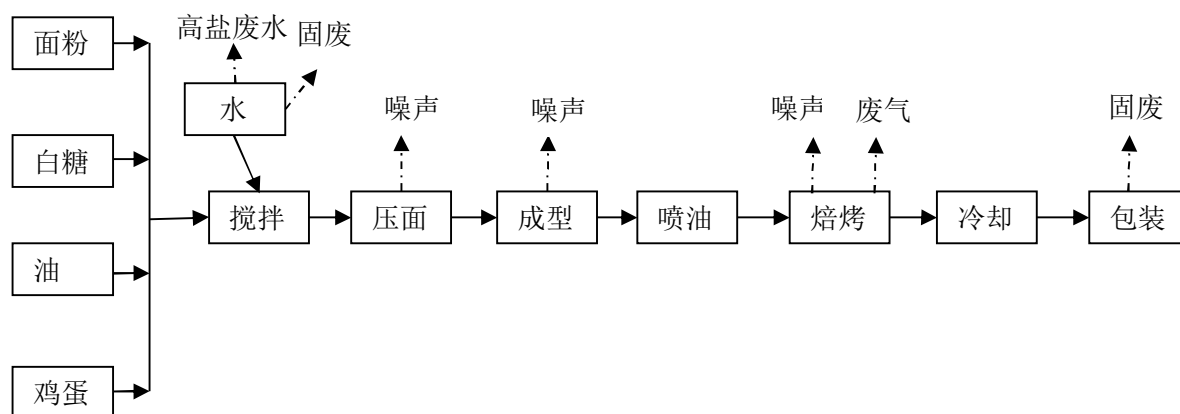 高盐废水
固废
面粉
水
噪声
噪声
噪声
废气
固废
白糖
搅拌
压面
成型
喷油
焙烤
冷却
包装
油
鸡蛋